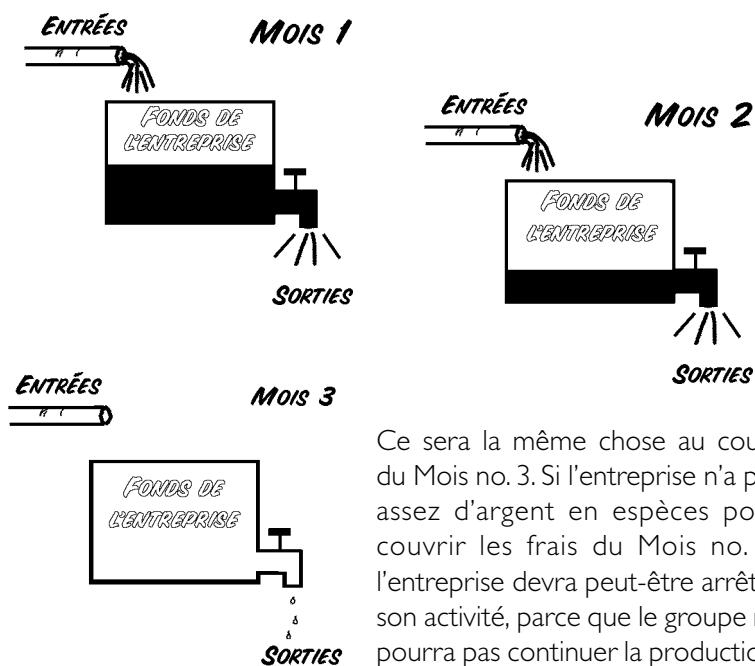 ENTRÉES
MOIS 1
FONDS DE
L'ENTREPRISE
SORTIES
ENTRÉES
MOIS 2
FONDS DE
L'ENTREPRISE
SORTIES
ENTRÉES
MOIS 3
FONDS DE
L'ENTREPRISE
SORTIES
Ce sera la même chose au cou
du Mois no. 3. Si l'entreprise n'a p
assez d'argent en espèces po
couvrir les frais du Mois no.
l'entreprise devra peut-être arrêt
son activité, parce que le groupe
pourra pas continuer la productio